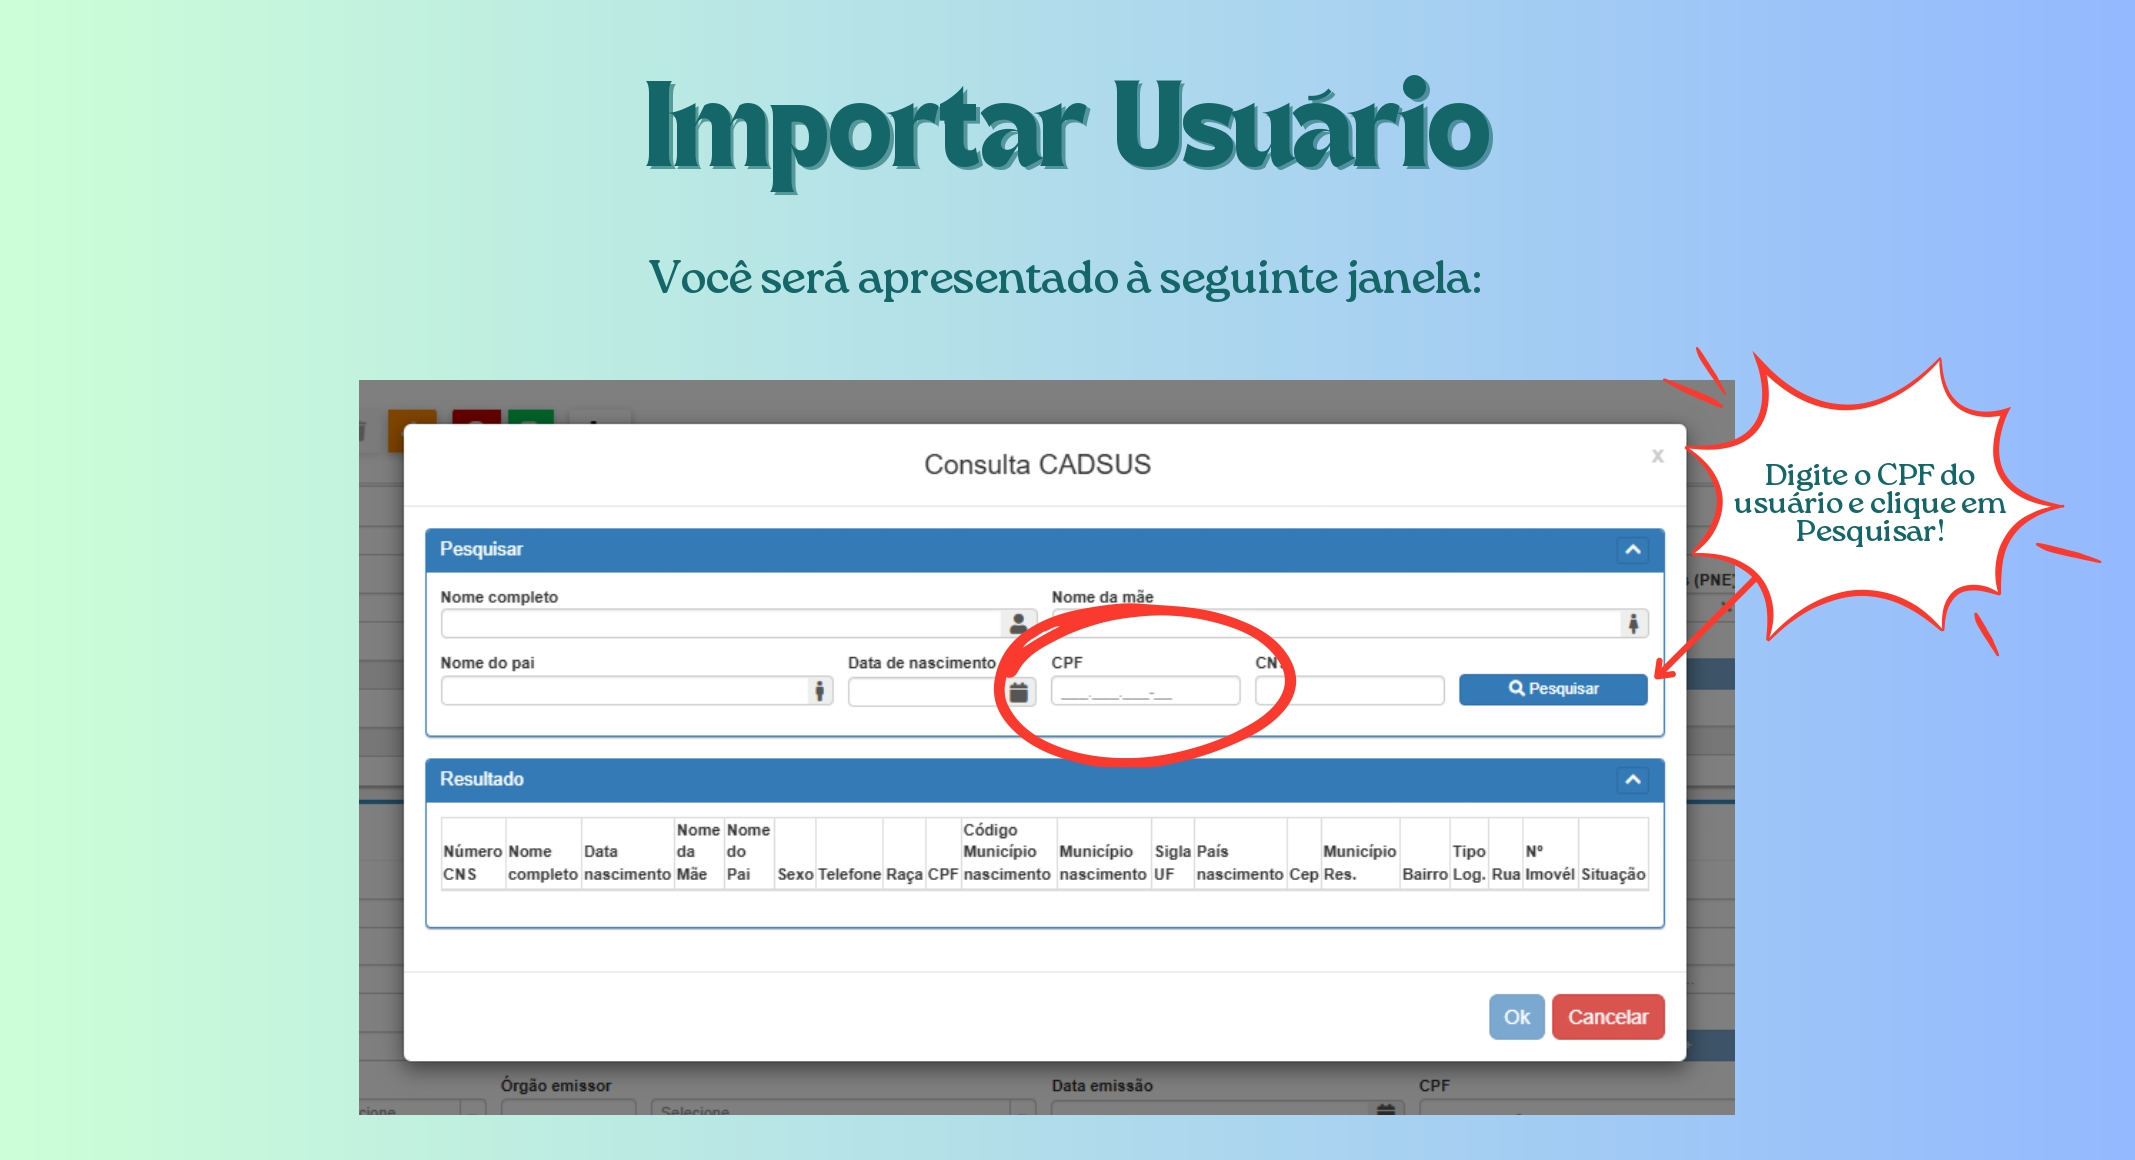 Importar Usuário
Você será apresentado à seguinte janela:
Digite o CPF do
usuário e clique em
Pesquisar!
Consulta CADSUS
x
Pesquisar
Nome completo
Nome da mãe
Nome do pai
Data de nascimento
CPF
___.___.___-__
Pesquisar
(PNE)
Resultado
Número CNS
Nome completo
Data nascimento
Nome da Mãe
Nome do Pai
Sexo
Telefone
Raça
CPF
Código Município nascimento
Município nascimento
Sigla UF
País nascimento
Cep
Município Res.
Bairro
Tipo Log.
Rua
Nº Imovél
Situação
Ok
Cancelar
Órgão emissor
Data emissão
CPF
Selecione